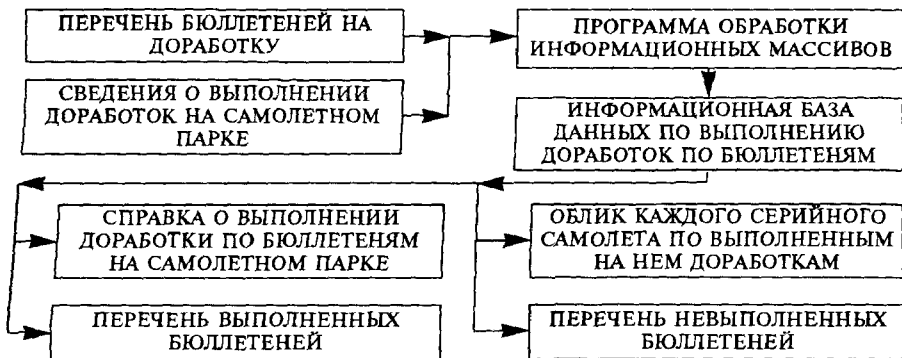 ПЕРЕЧЕНЬ БЮЛЛЕТЕНЕЙ НА
ДОРАБОТКУ
ПРОГРАММА ОБРАБОТКИ
ИНФОРМАЦИОННЫХ МАССИВОВ
СВЕДЕНИЯ О ВЫПОЛНЕНИИ
ДОРАБОТОК НА САМОЛЕТНОМ
ПАРКЕ
ИНФОРМАЦИОННАЯ БАЗА
ДАННЫХ ПО ВЫПОЛНЕНИЮ
ДОРАБОТОК ПО БЮЛЛЕТЕНЯМ
СПРАВКА О ВЫПОЛНЕНИИ
ДОРАБОТКИ ПО БЮЛЛЕТЕНЯМ
НА САМОЛЕТНОМ ПАРКЕ
ОБЛИК КАЖДОГО СЕРИЙНОГО
САМОЛЕТА ПО ВЫПОЛНЕННЫМ
НА НЕМ ДОРАБОТКАМ
ПЕРЕЧЕНЬ ВЫПОЛНЕННЫХ
БЮЛЛЕТЕНЕЙ
ПЕРЕЧЕНЬ НЕВЫПОЛНЕННЫХ
БЮЛЛЕТЕНЕЙ